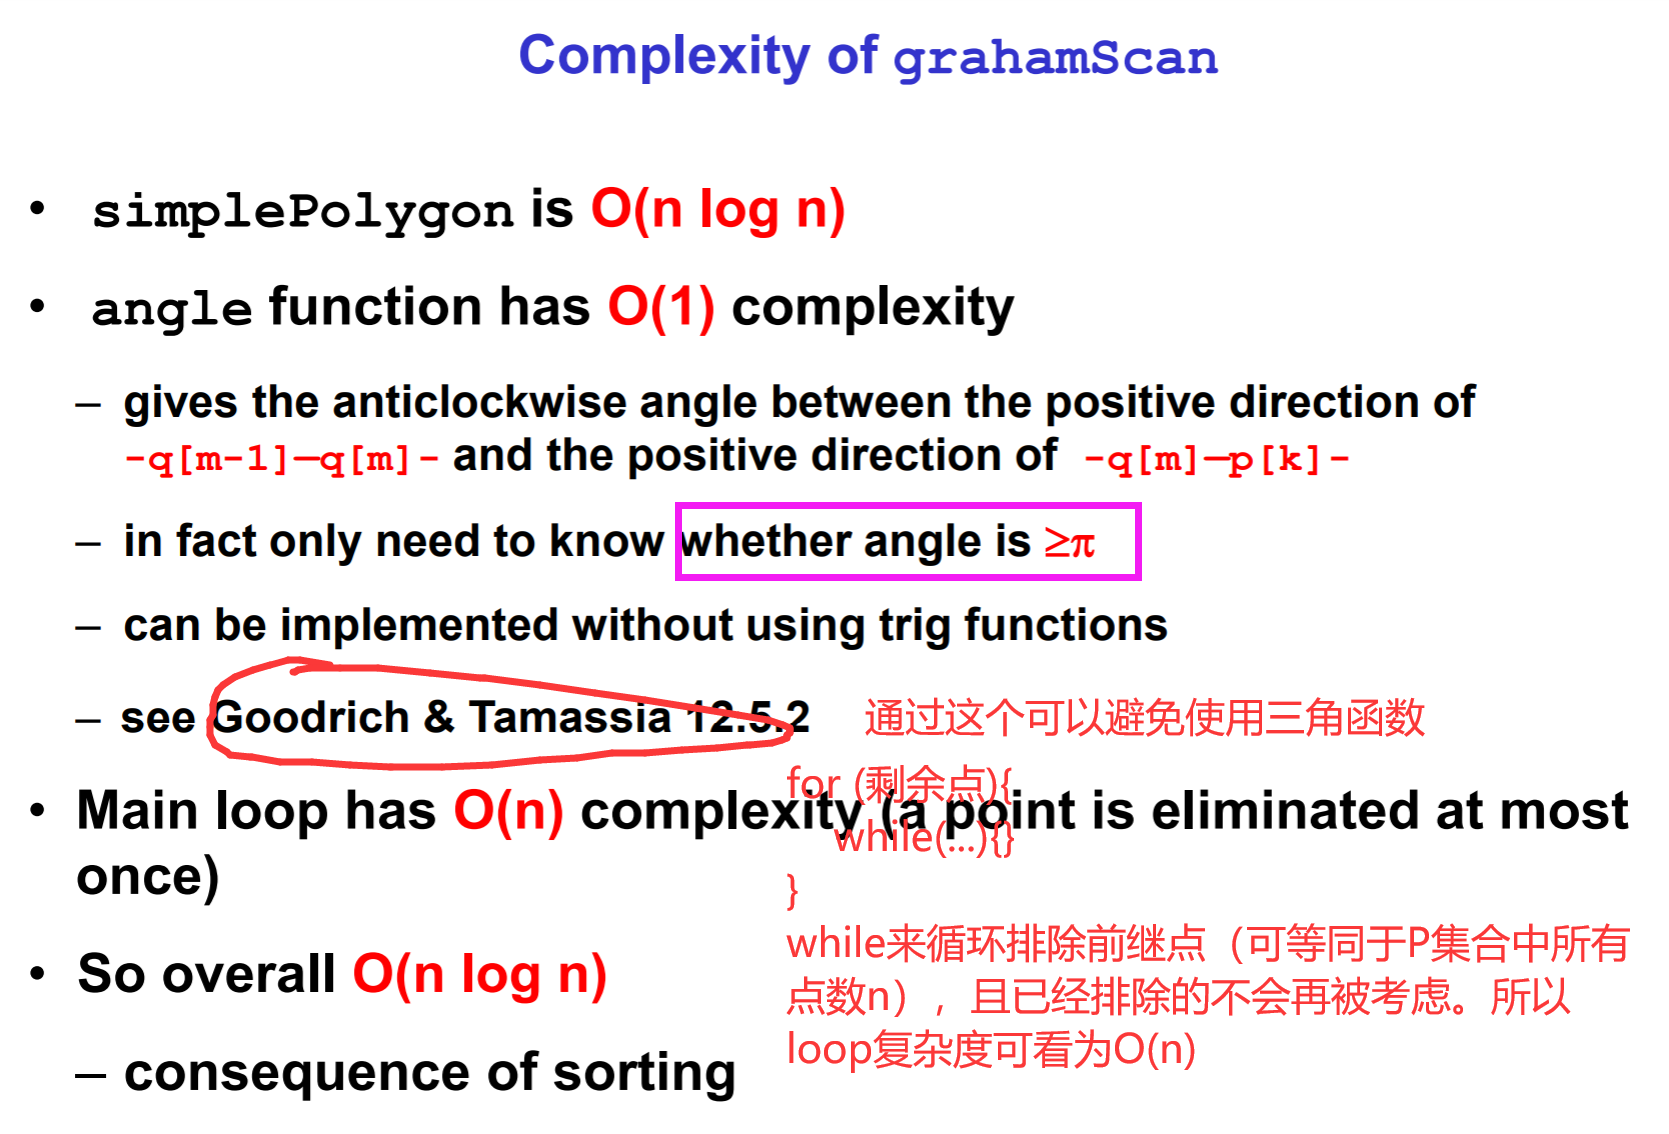 Complexity of grahamScan
• simplePolygon is O(n log n)
• angle function has O(1) complexity
– gives the anticlockwise angle between the positive direction of
-q[m-1]—q[m]- and the positive direction of -q[m]—p[k]-
– in fact only need to know whether angle is ≥π
– can be implemented without using trig functions
– see Goodrich & Tamassia 12.5.2
通过这个可以避免使用三角函数
• Main loop has O(n) complexity (a point is eliminated at most
once)
for (剩余点){
while(...){}
}
while来循环排除前继点（可等同于P集合中所有
点数n），且已经排除的不会再被考虑。所以
loop复杂度可看为O(n)
• So overall O(n log n)
– consequence of sorting